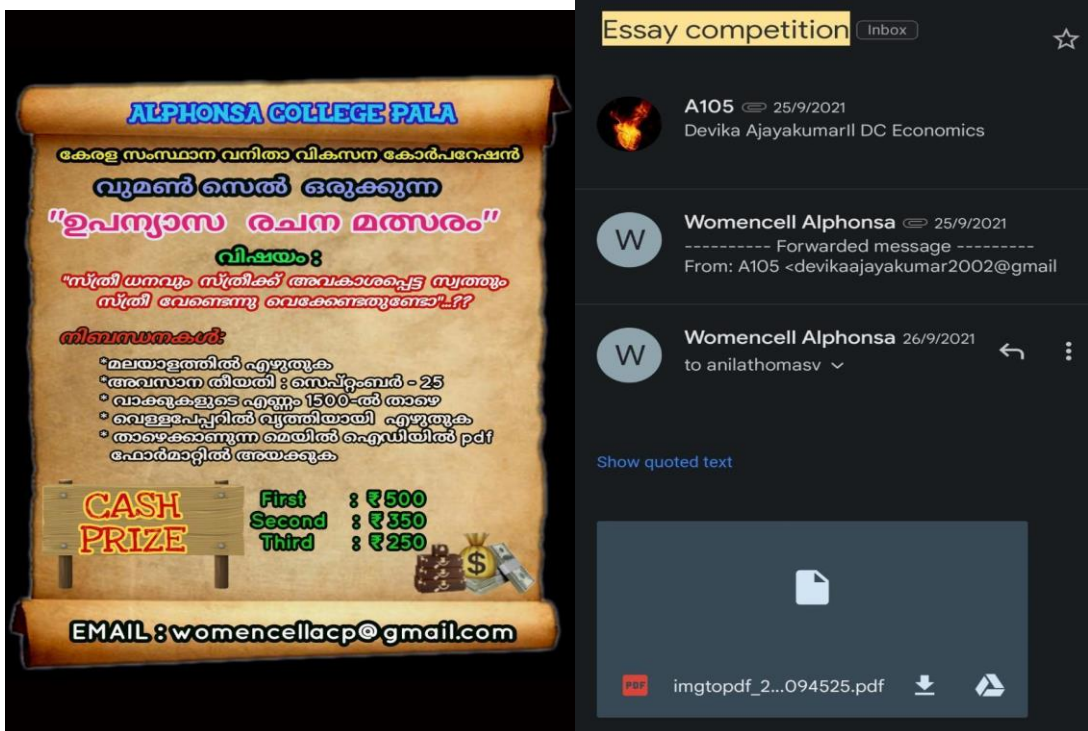 ALPHONSA COLLEGE PALA
കേരള സംസ്ഥാന വനിതാ വികസന കോർപറേഷൻ
വുമൺ സെൽ ഒരുക്കുന്ന
"ഉപന്യാസ രചന മത്സരം"
വിഷയം :
"സ്ത്രീ ധനവും സ്ത്രീക്ക് അവകാശപ്പെട്ട സ്വത്തും
സ്ത്രീ വേണ്ടെന്നു വെക്കേണ്ടതുണ്ടോ"...??
നിബന്ധനകൾ:
*മലയാളത്തിൽ എഴുതുക
*അവസാന തീയതി : സെപ്റ്റംബർ - 25
* വാക്കുകളുടെ എണ്ണം 1500-ൽ താഴെ
* വെള്ളപേപ്പറിൽ വൃത്തിയായി എഴുതുക
* താഴെക്കാണുന്ന മെയിൽ ഐഡിയിൽ pdf
ഫോർമാറ്റിൽ അയക്കുക
CASH
PRIZE
First : ₹500
Second : ₹350
Third : ₹250
$
EMAIL : womencellacp@gmail.com
Essay competition Inbox
A105 25/9/2021
Devika AjayakumarII DC Economics
W
Womencell Alphonsa 25/9/2021
---------- Forwarded message ---------
From: A105 <devikaajayakumar2002@gmail
W
Womencell Alphonsa 26/9/2021
to anilathomasv
Show quoted text
PDF imgtopdf_2...094525.pdf